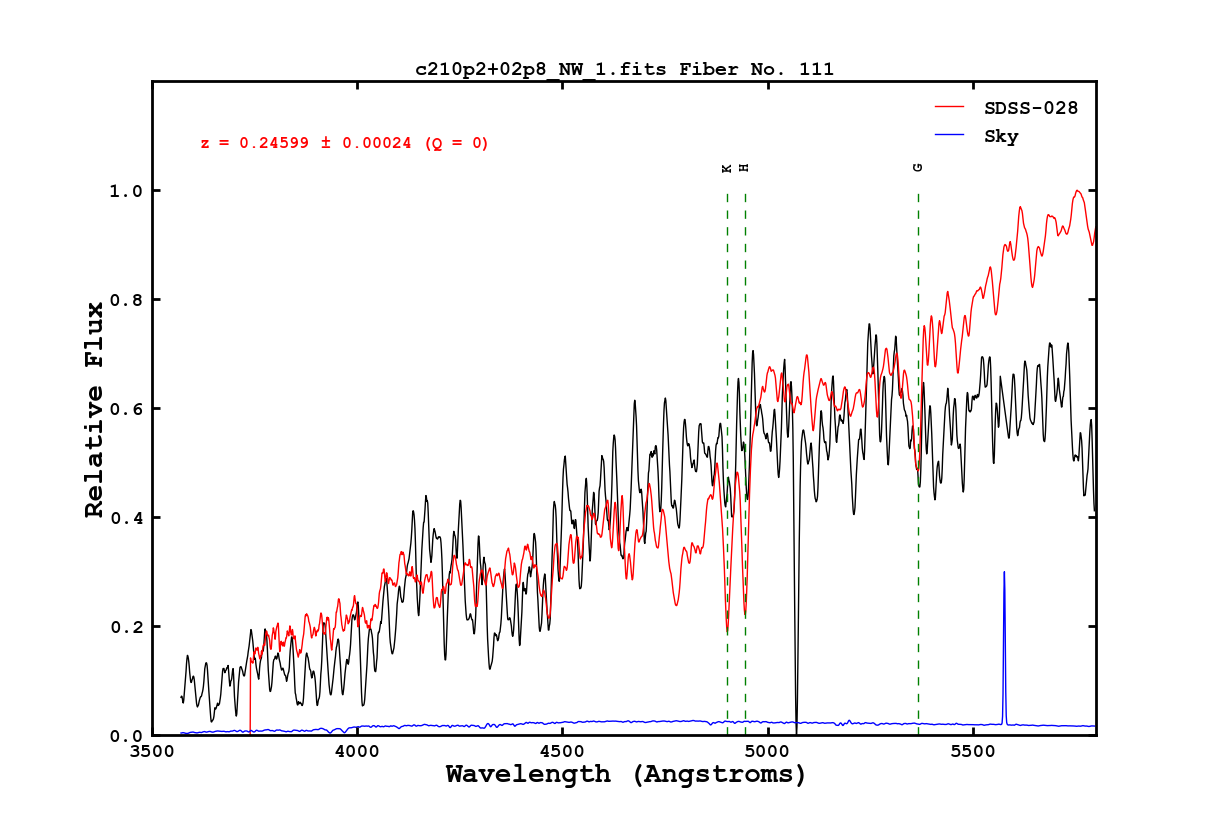 c210p2+02p8_NW_1.fits Fiber No. 111
SDSS-028
Sky
z = 0.24599 ± 0.00024 (Q = 0)
K
H
G
1.0
0.8
0.6
0.4
0.2
0.0
Relative Flux
3500
4000
4500
5000
5500
Wavelength (Angstroms)